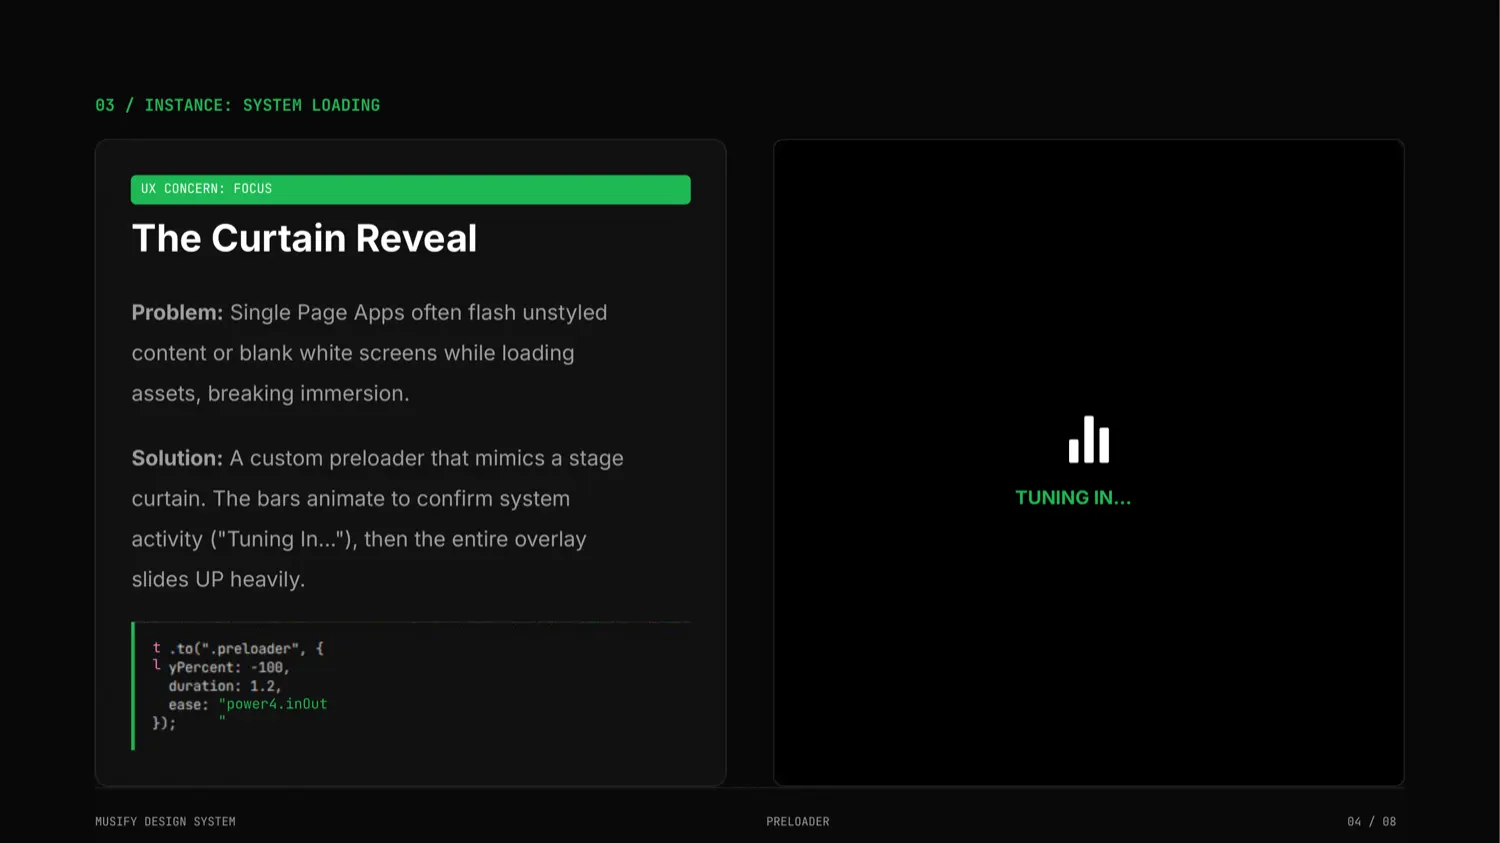 03 / INSTANCE: SYSTEM LOADING
UX CONCERN: FOCUS
The Curtain Reveal
Problem: Single Page Apps often flash unstyled
content or blank white screens while loading
assets, breaking immersion.
Solution: A custom preloader that mimics a stage
curtain. The bars animate to confirm system
activity ("Tuning In..."), then the entire overlay
slides UP heavily.
t .to(".preloader", {
l yPercent: -100,
duration: 1.2,
ease: "power4.inOut
}); "
TUNING IN...
MUSIFY DESIGN SYSTEM
PRELOADER
04 / 08